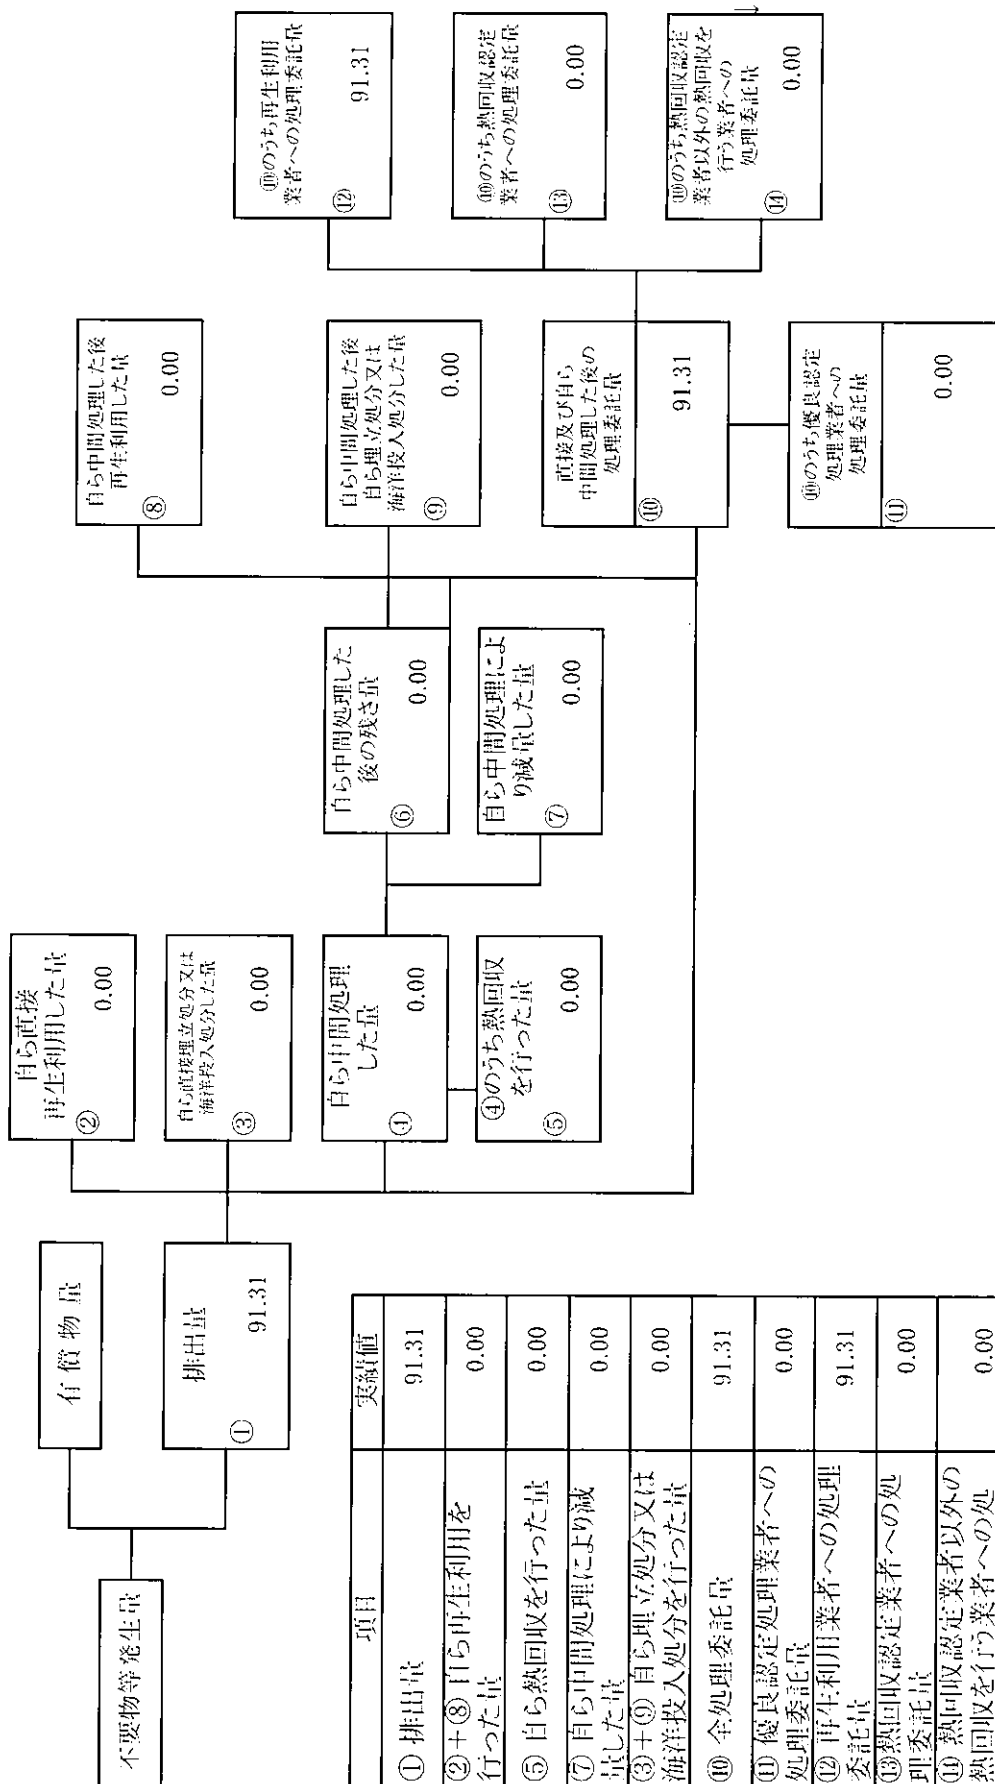 不要物等発生量
有 償 物 量
排出量
①
91.31
自ら直接
再生利用した量
②
0.00
自ら直接埋立処分又は
海洋投入処分した量
③
0.00
自ら中間処理
した量
④
0.00
④のうち熱回収
を行った量
⑤
0.00
自ら中間処理した
後の残さ量
⑥
0.00
自ら中間処理によ
り減量した量
⑦
0.00
自ら中間処理した後
再生利用した量
⑧
0.00
自ら中間処理した後
自ら埋立処分又は
海洋投入処分した量
⑨
0.00
直接及び自ら
中間処理した後の
処理委託量
⑩
91.31
⑩のうち優良認定
処理業者への
処理委託量
⑪
0.00
⑩のうち再生利用
業者への処理委託量
⑫
91.31
⑩のうち熱回収認定
業者への処理委託量
⑬
0.00
⑩のうち熱回収認定
業者以外の熱回収を
行う業者への
処理委託量
⑭
0.00
項目 実績値
① 排出量 91.31
②+⑧ 自ら再生利用を
行った量 0.00
⑤ 自ら熱回収を行った量 0.00
⑦ 自ら中間処理により減
量した量 0.00
③+⑨ 自ら埋立処分又は
海洋投入処分を行った量 0.00
⑩ 全処理委託量 91.31
⑪ 優良認定処理業者への
処理委託量 0.00
⑫ 再生利用業者への処理
委託量 91.31
⑬熱回収認定業者への処
理委託量 0.00
⑭ 熱回収認定業者以外の
熱回収を行う業者への処 0.00